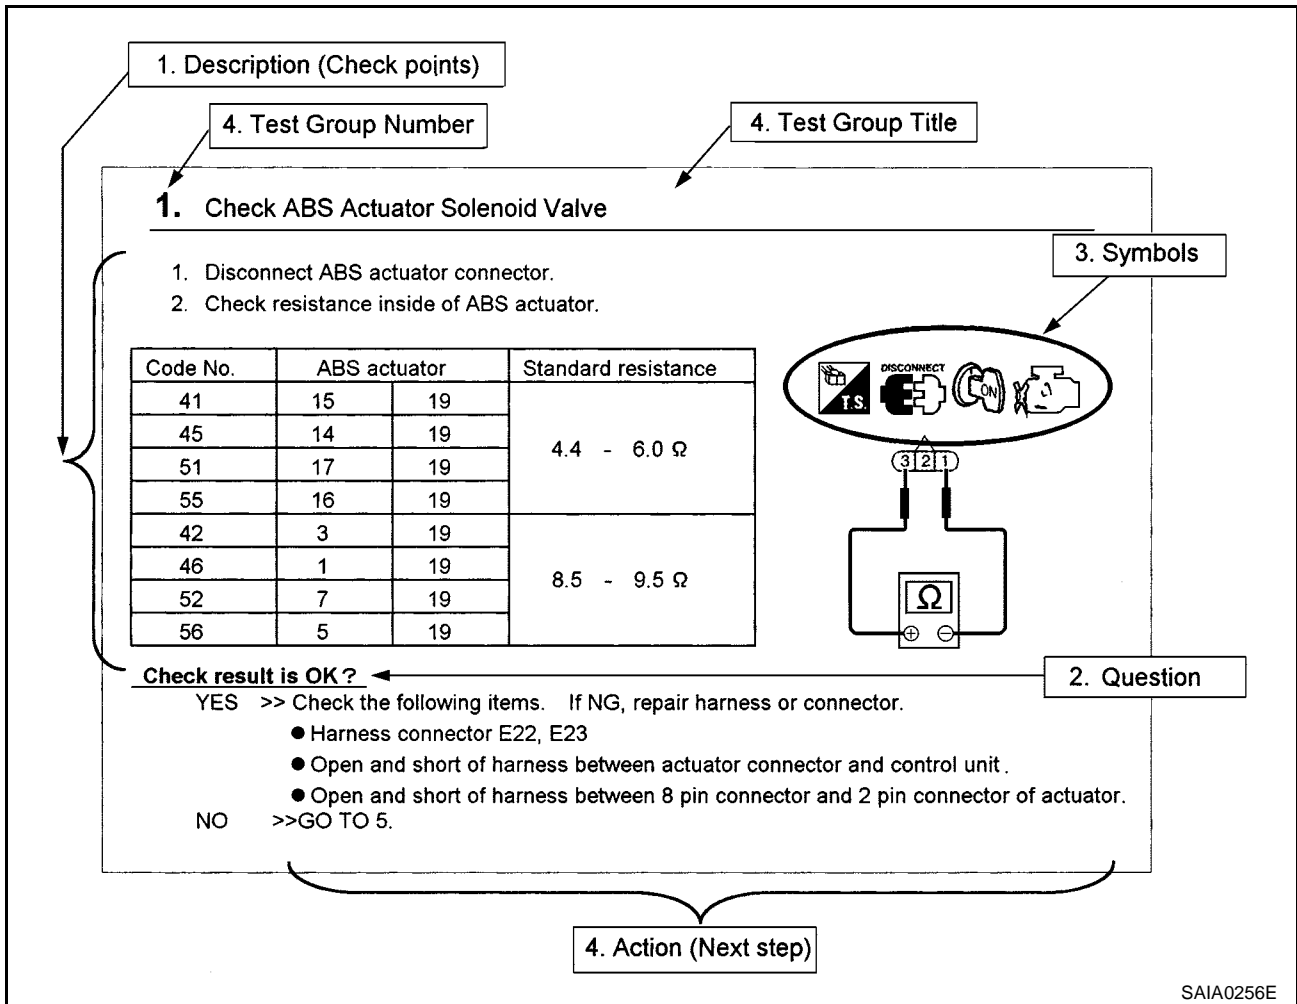 1. Description (Check points)
4. Test Group Number
4. Test Group Title
1. Check ABS Actuator Solenoid Valve
3. Symbols
1. Disconnect ABS actuator connector.
2. Check resistance inside of ABS actuator.
Code No. ABS actuator Standard resistance
41 15 19
45 14 19
51 17 19
55 16 19
4.4 - 6.0 Ω
42 3 19
46 1 19
52 7 19
56 5 19
8.5 - 9.5 Ω
T.S.
DISCONNECT
ON
3 2 1
Ω
+ −
Check result is OK?
2. Question
YES >> Check the following items. If NG, repair harness or connector.
● Harness connector E22, E23
● Open and short of harness between actuator connector and control unit.
● Open and short of harness between 8 pin connector and 2 pin connector of actuator.
NO >>GO TO 5.
4. Action (Next step)
SAIA0256E